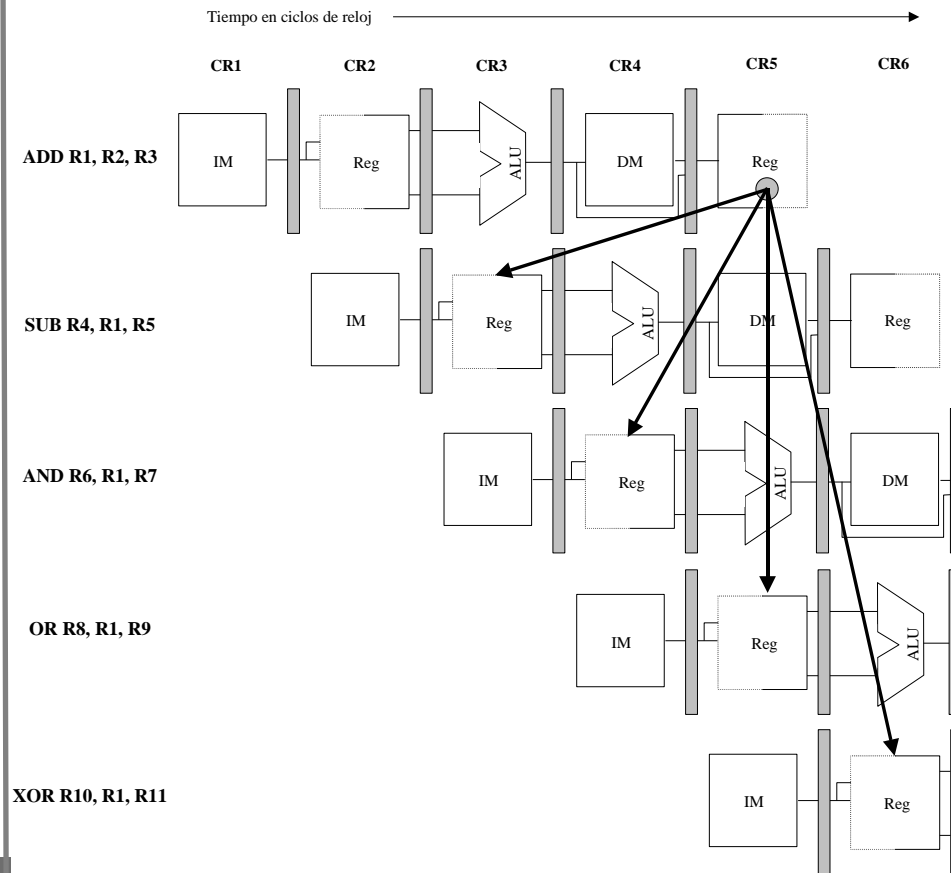 Tiempo en ciclos de reloj
CR1 CR2 CR3 CR4 CR5 CR6
ADD R1, R2, R3
IM Reg ALU DM Reg
SUB R4, R1, R5
IM Reg ALU DM Reg
AND R6, R1, R7
IM Reg ALU DM
OR R8, R1, R9
IM Reg ALU
XOR R10, R1, R11
IM Reg